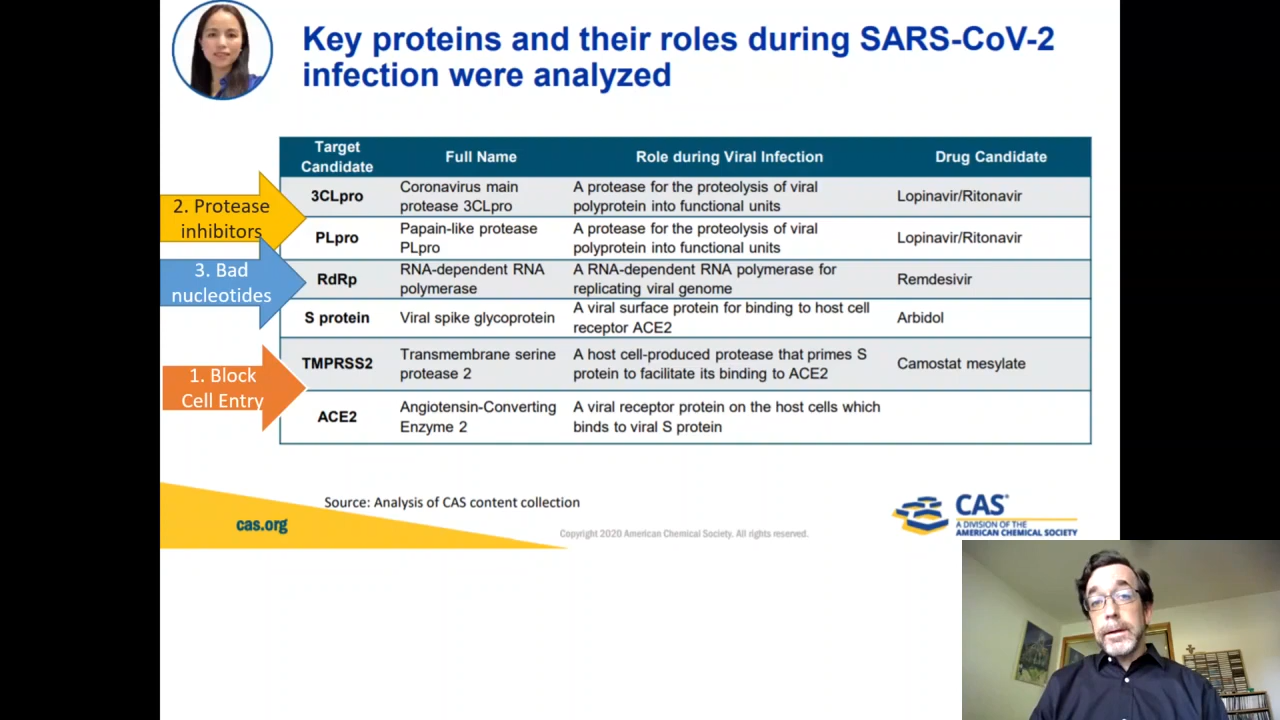 Key proteins and their roles during SARS-CoV-2
infection were analyzed
Target
Candidate
Full Name
Role during Viral Infection
Drug Candidate
2. Protease
inhibitors
3CLpro
Coronavirus main
protease 3CLpro
A protease for the proteolysis of viral
polyprotein into functional units
Lopinavir/Ritonavir
PLpro
Papain-like protease
PLpro
A protease for the proteolysis of viral
polyprotein into functional units
Lopinavir/Ritonavir
3. Bad
nucleotides
RdRp
RNA-dependent RNA
polymerase
A RNA-dependent RNA polymerase for
replicating viral genome
Remdesivir
S protein
Viral spike glycoprotein
A viral surface protein for binding to host cell
receptor ACE2
Arbidol
1. Block
Cell Entry
TMPRSS2
Transmembrane serine
protease 2
A host cell-produced protease that primes S
protein to facilitate its binding to ACE2
Camostat mesylate
ACE2
Angiotensin-Converting
Enzyme 2
A viral receptor protein on the host cells which
binds to viral S protein
Source: Analysis of CAS content collection
cas.org
Copyright 2020 American Chemical Society. All rights reserved.
CAS®
A DIVISION OF THE
AMERICAN CHEMICAL SOCIETY